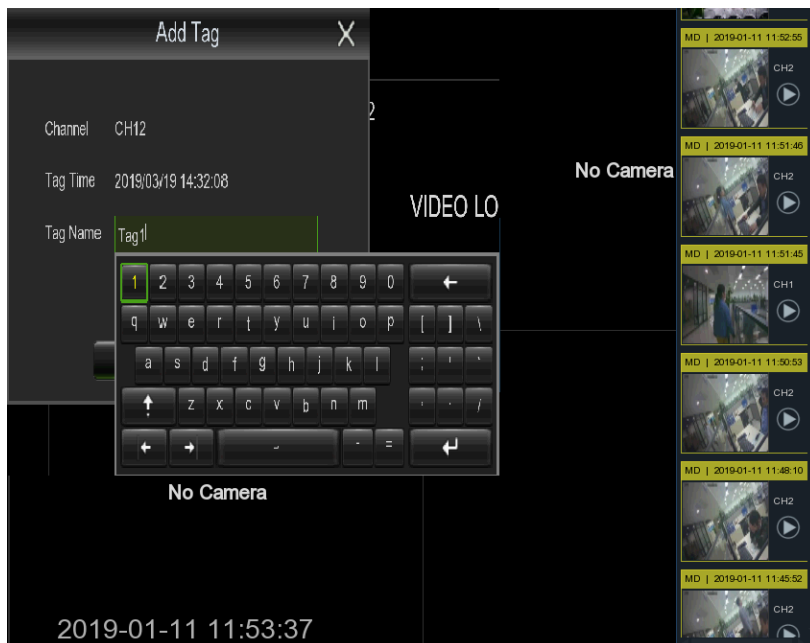 Add Tag X
Channel CH12
Tag Time 2019/03/19 14:32:08
Tag Name Tag1
1 2 3 4 5 6 7 8 9 0
q w e r t y u i o p [ ] \
a s d f g h j k l ; ' `
z x c v b n m /
- =
2
VIDEO LO
No Camera
No Camera
2019-01-11 11:53:37
MD | 2019-01-11 11:52:55
CH2
MD | 2019-01-11 11:51:46
CH2
MD | 2019-01-11 11:51:45
CH1
MD | 2019-01-11 11:50:53
CH2
MD | 2019-01-11 11:48:10
CH2
MD | 2019-01-11 11:45:52
CH2